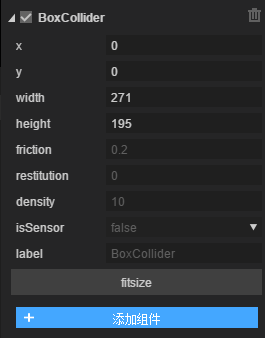 BoxCollider
x 0
y 0
width 271
height 195
friction 0.2
restitution 0
density 10
isSensor false
label BoxCollider
fitsize
+ 添加组件